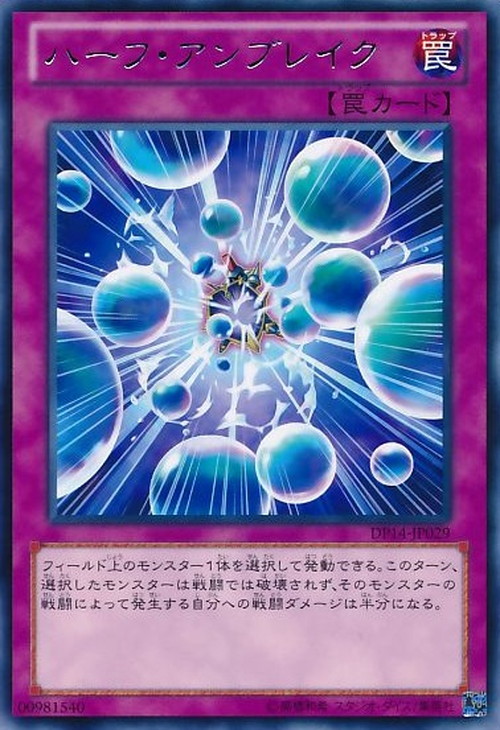 ハーフ・アンブレイク
トラップ
罠
トラップ
【罠カード】
DP14-JP029
フィールド上のモンスター1体を選択して発動できる。このターン、
選択したモンスターは戦闘では破壊されず、そのモンスターの
戦闘によって発生する自分への戦闘ダメージは半分になる。
00981540
©高橋和希 スタジオ・ダイス/集英社